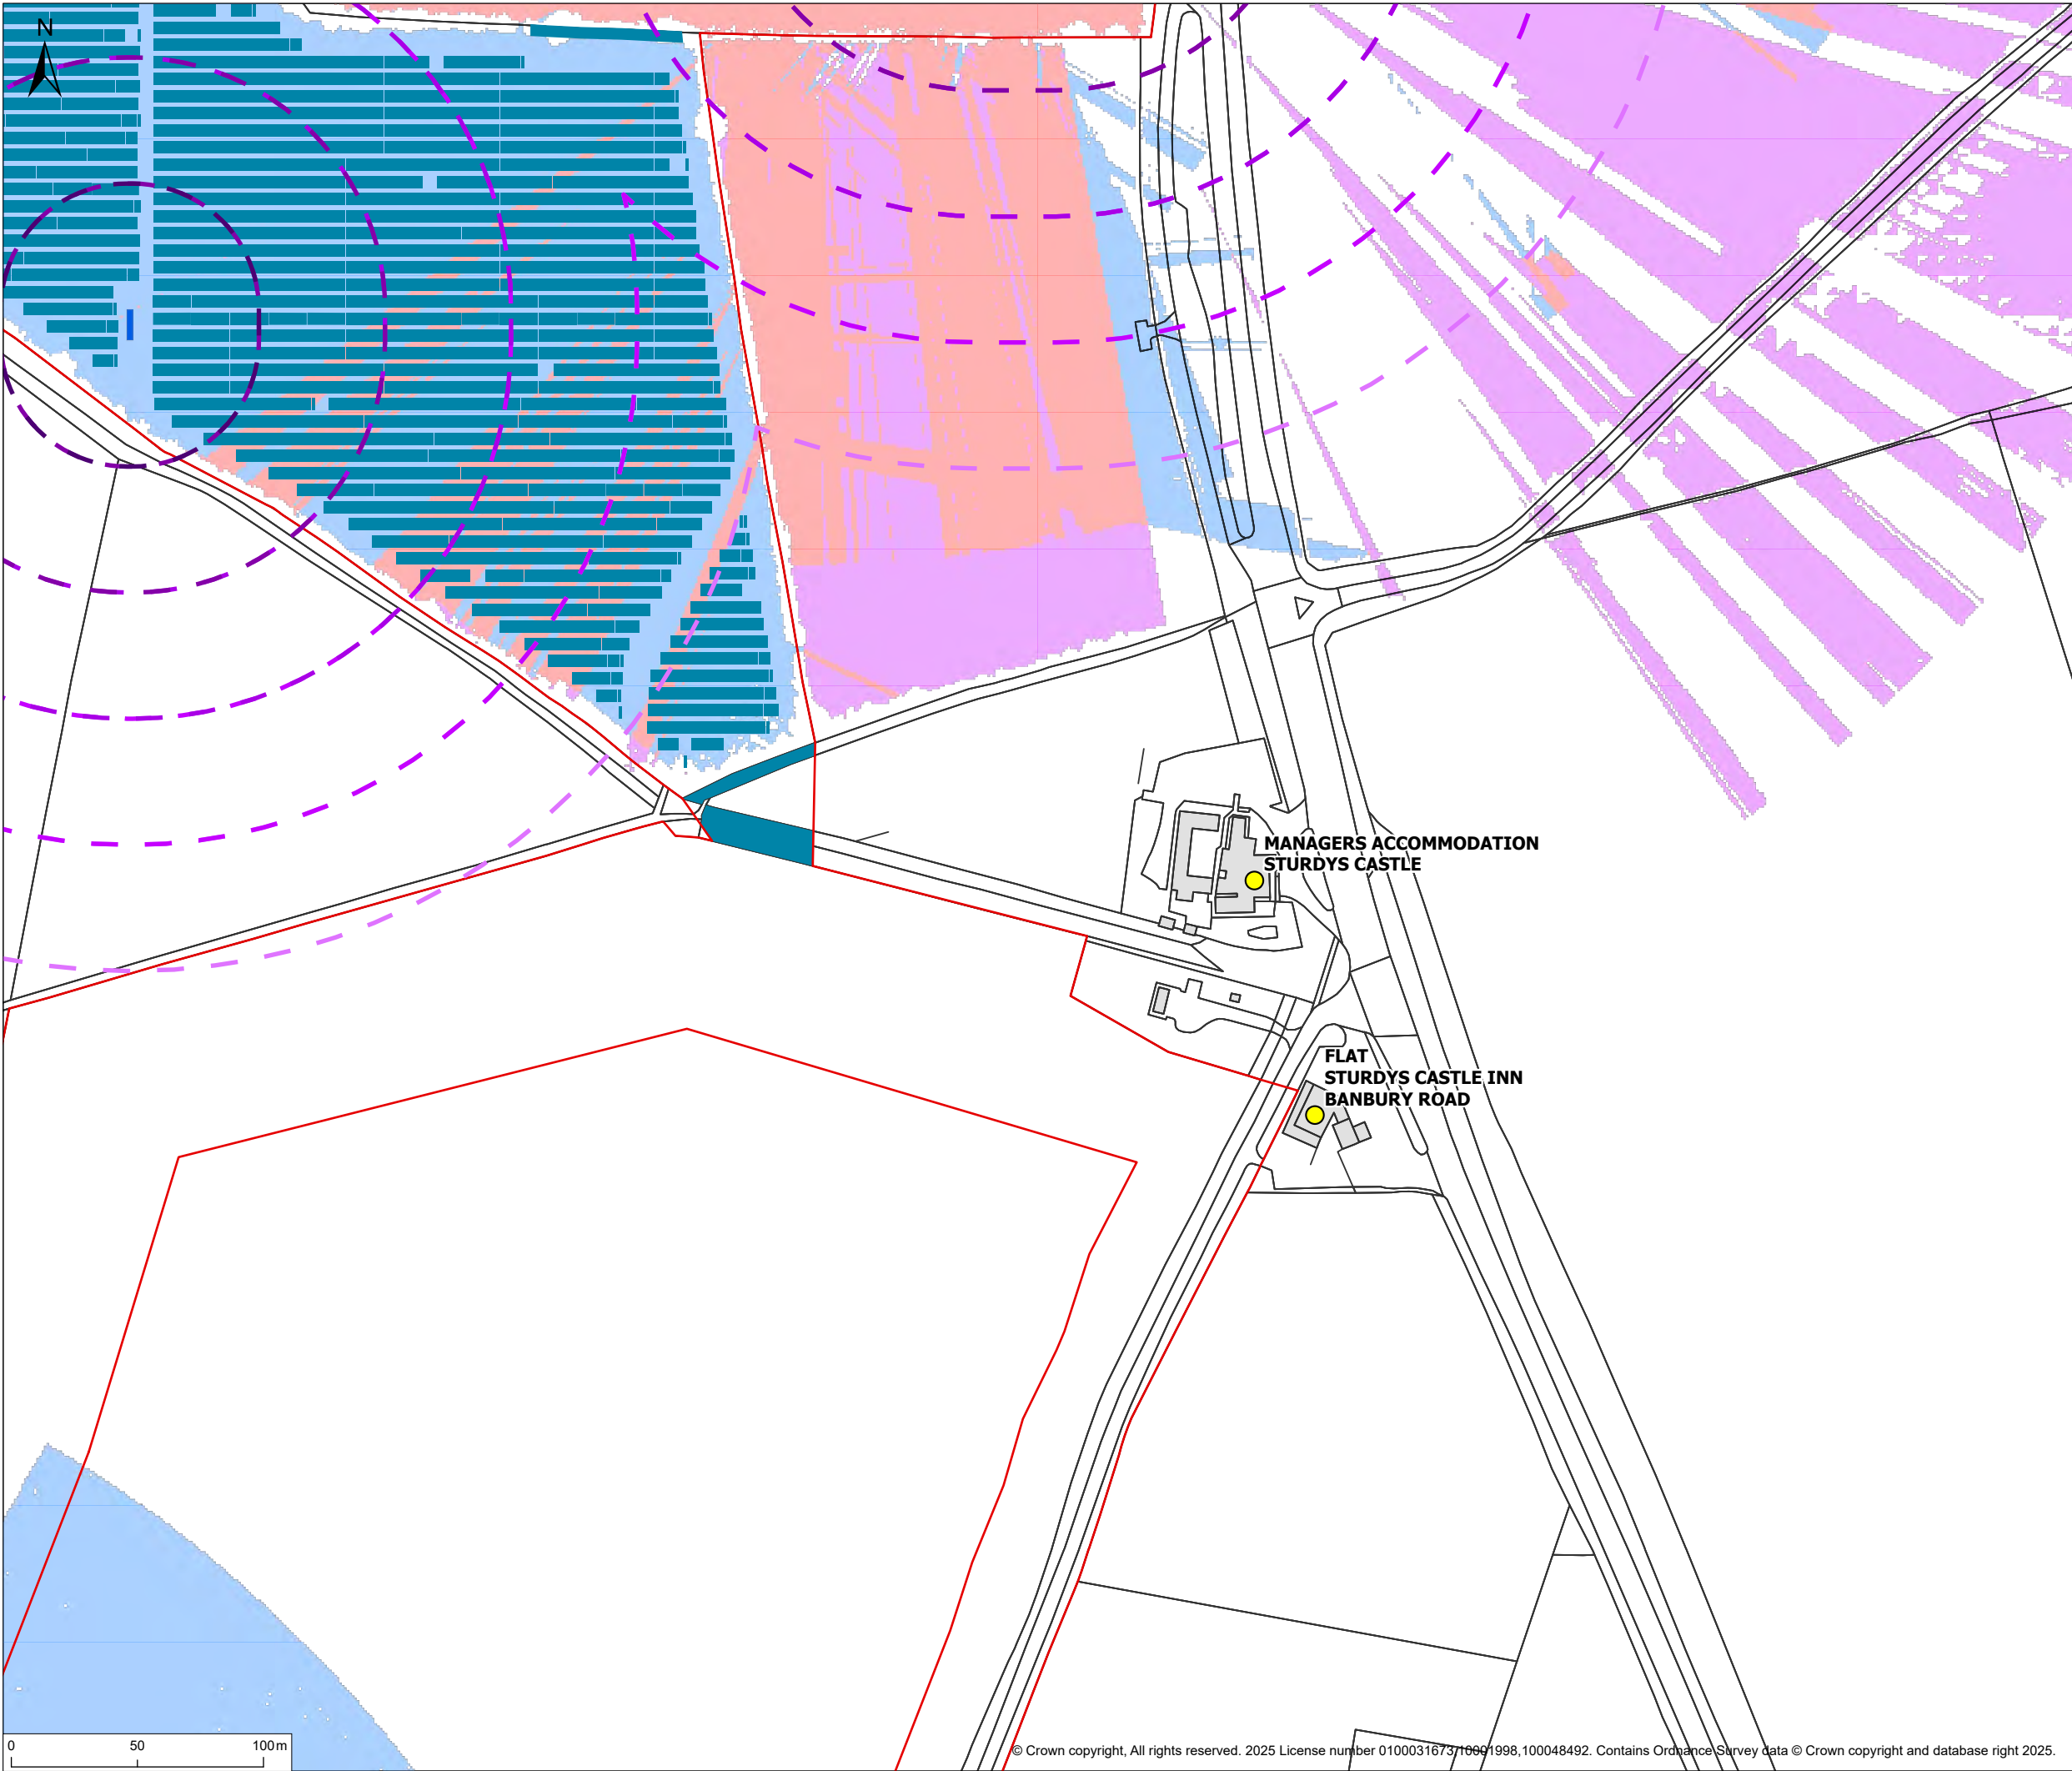 N
MANAGERS ACCOMMODATION
STURDYS CASTLE
FLAT
STURDYS CASTLE INN
BANBURY ROAD
0 50 100m
© Crown copyright, All rights reserved. 2025 License number 0100031673,10001998,100048492. Contains Ordnance Survey data © Crown copyright and database right 2025.